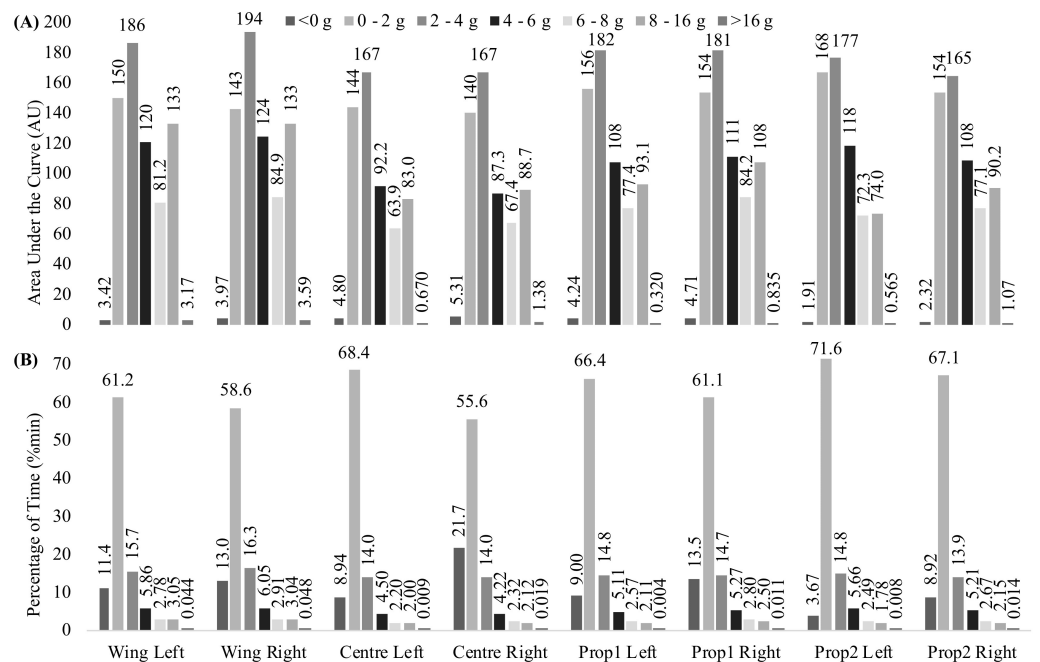 (A)
<0 g 0 - 2 g 2 - 4 g 4 - 6 g 6 - 8 g 8 - 16 g >16 g
Area Under the Curve (AU)
200
180
160
140
120
100
80
60
40
20
0
3.42 150 186 120 81.2 133 3.17
3.97 143 194 124 84.9 133 3.59
4.80 144 167 92.2 63.9 83.0 0.670
5.31 140 167 87.3 67.4 88.7 1.38
4.24 156 182 108 77.4 93.1 0.320
4.71 154 181 111 84.2 108 0.835
1.91 168 177 118 72.3 74.0 0.565
2.32 154 165 108 77.1 90.2 1.07
(B)
Percentage of Time (%min)
70
60
50
40
30
20
10
0
11.4 61.2 15.7 5.86 2.78 3.05 0.044
13.0 58.6 16.3 6.05 2.91 3.04 0.048
8.94 68.4 14.0 4.50 2.20 2.00 0.009
21.7 55.6 14.0 4.22 2.32 2.12 0.019
9.00 66.4 14.8 5.11 2.57 2.11 0.004
13.5 61.1 14.7 5.27 2.80 2.50 0.011
3.67 71.6 14.8 5.66 2.49 1.78 0.008
8.92 67.1 13.9 5.21 2.67 2.15 0.014
Wing Left Wing Right Centre Left Centre Right Prop1 Left Prop1 Right Prop2 Left Prop2 Right